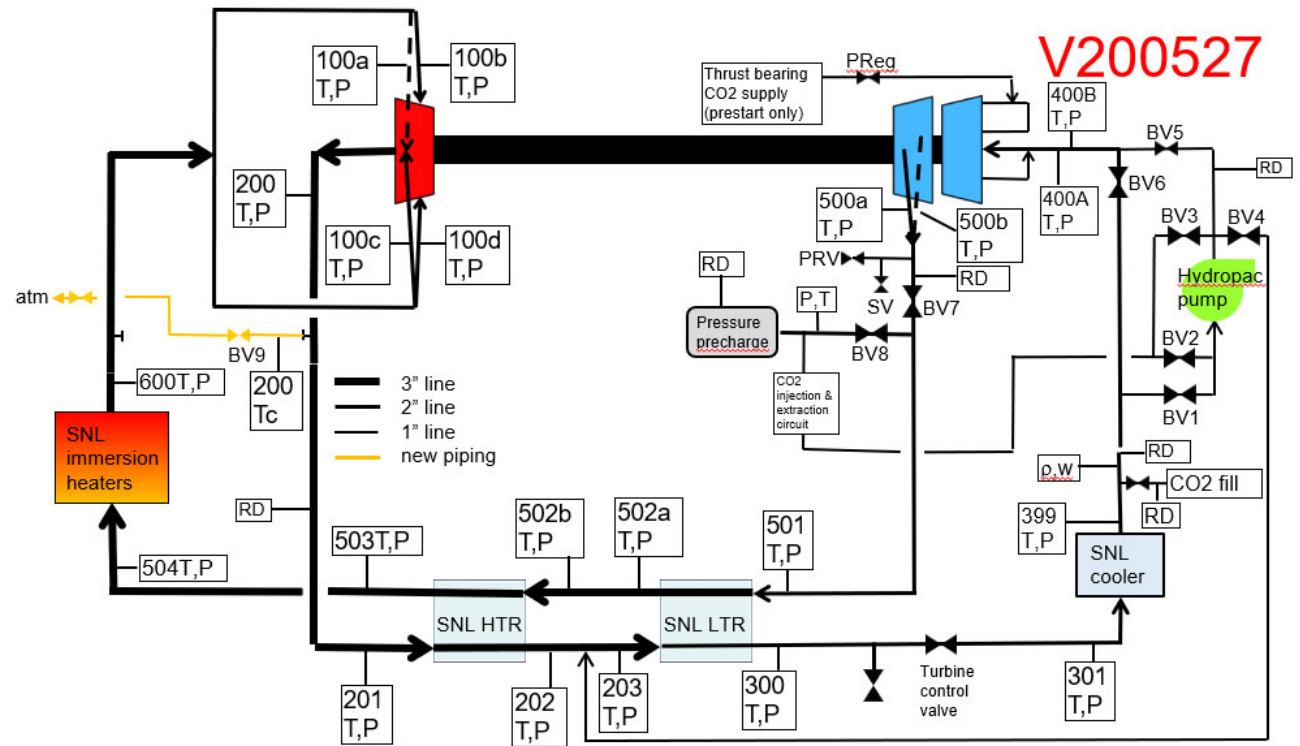 V200527
100a
T,P
100b
T,P
Thrust bearing
CO2 supply
(prestart only)
PReg
400B
T,P
BV5
RD
BV6
400A
T,P
200
T,P
500a
T,P
500b
T,P
BV3
BV4
100c
T,P
100d
T,P
PRV
RD
SV
RD
BV7
Hydropac
pump
atm
P,T
Pressure
precharge
BV8
BV2
BV9
200
Tc
600T,P
CO2
injection &
extraction
circuit
BV1
3” line
2” line
1” line
new piping
SNL
immersion
heaters
RD
ρ,w
CO2 fill
RD
399
T,P
RD
503T,P
502b
T,P
502a
T,P
501
T,P
SNL
cooler
504T,P
SNL HTR
SNL LTR
201
T,P
202
T,P
203
T,P
300
T,P
Turbine
control
valve
301
T,P